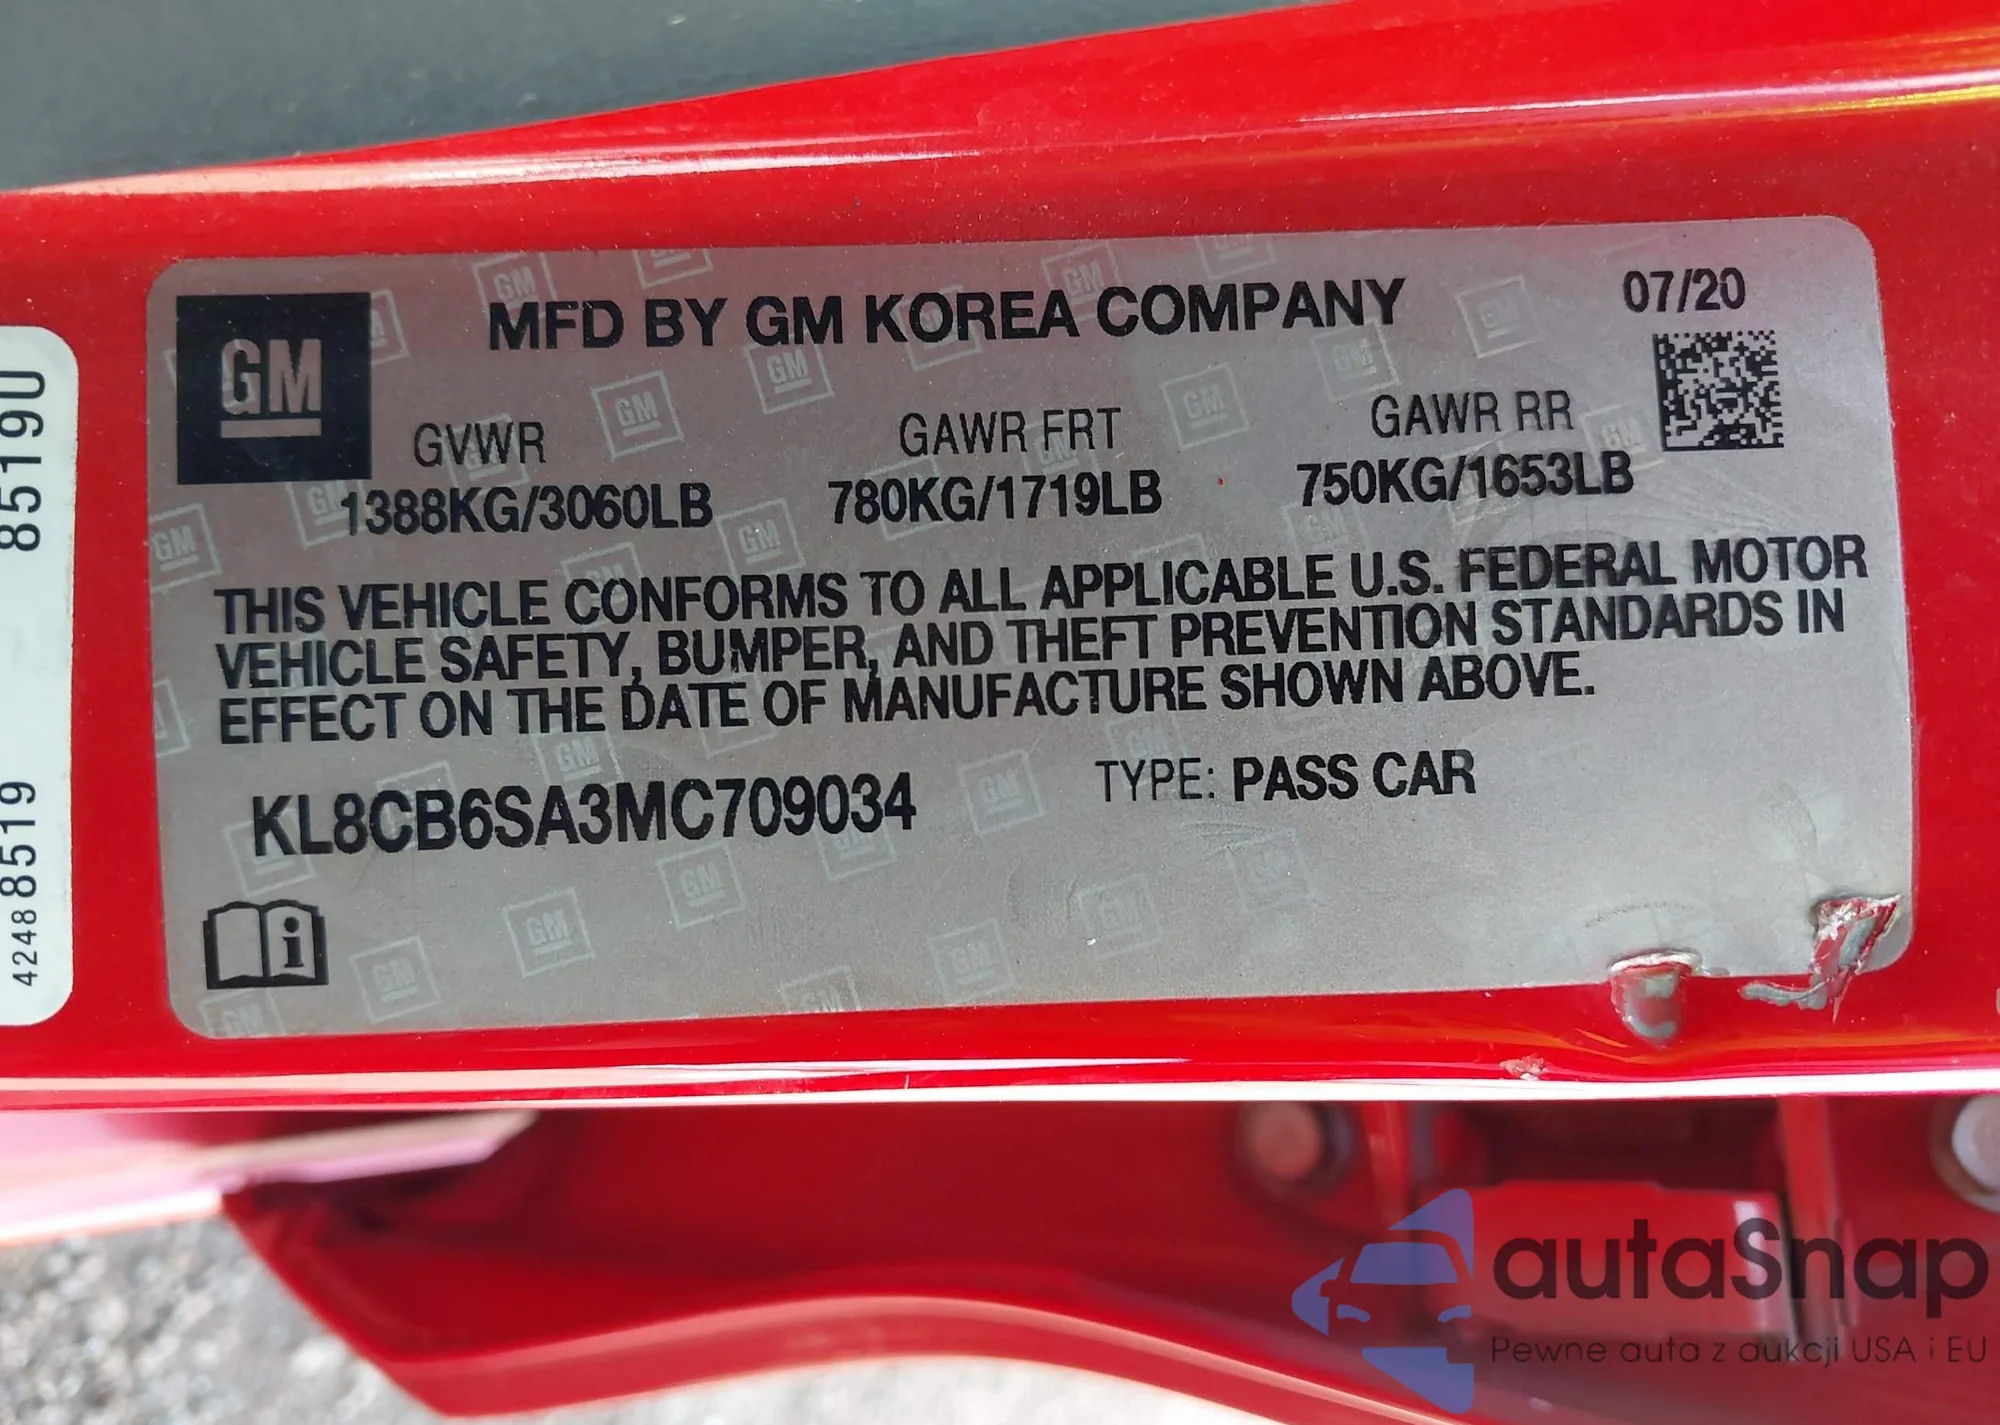 MFD BY GM KOREA COMPANY
07/20
GM
GVWR
GAWR FRT
GAWR RR
1388KG/3060LB
780KG/1719LB
750KG/1653LB
THIS VEHICLE CONFORMS TO ALL APPLICABLE U.S. FEDERAL MOTOR
VEHICLE SAFETY, BUMPER, AND THEFT PREVENTION STANDARDS IN
EFFECT ON THE DATE OF MANUFACTURE SHOWN ABOVE.
KL8CB6SA3MC709034
TYPE: PASS CAR
85519U
42488519
autaSnap
Pewne auta z aukcji USA i EU